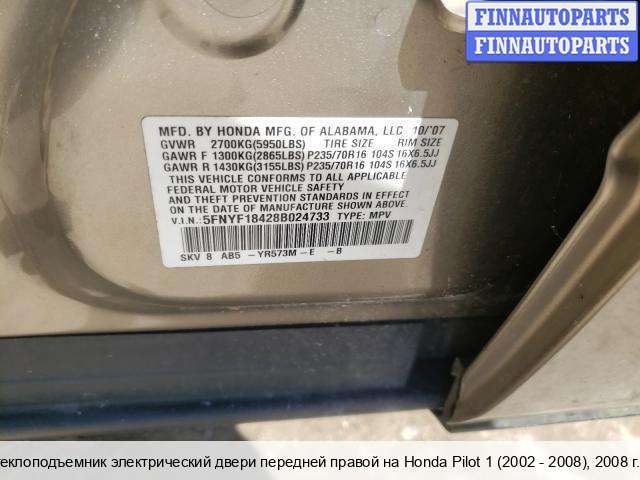 FINNAUTOPARTS
FINNAUTOPARTS
MFD. BY HONDA MFG. OF ALABAMA, LLC 10/'07
GVWR 2700KG(5950LBS) TIRE SIZE RIM SIZE
GAWR F 1300KG(2865LBS) P235/70R16 104S 16X6.5JJ
GAWR R 1430KG(3155LBS) P235/70R16 104S 16X6.5JJ
THIS VEHICLE CONFORMS TO ALL APPLICABLE
FEDERAL MOTOR VEHICLE SAFETY
AND THEFT PREVENTION STANDARDS IN EFFECT
ON THE DATE OF MANUFACTURE SHOWN ABOVE.
V.I.N.:5FNYF18428B024733 TYPE: MPV
SKV 8 AB5 -YR573M-E -B
еклоподъемник электрический двери передней правой на Honda Pilot 1 (2002 - 2008), 2008 г.